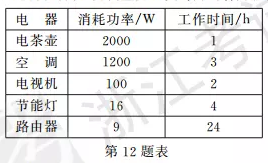 电 器 消耗功率/W 工作时间/h
电茶壶 2000 1
空 调 1200 3
电视机 100 2
节能灯 16 4
路由器 9 24
第12题表